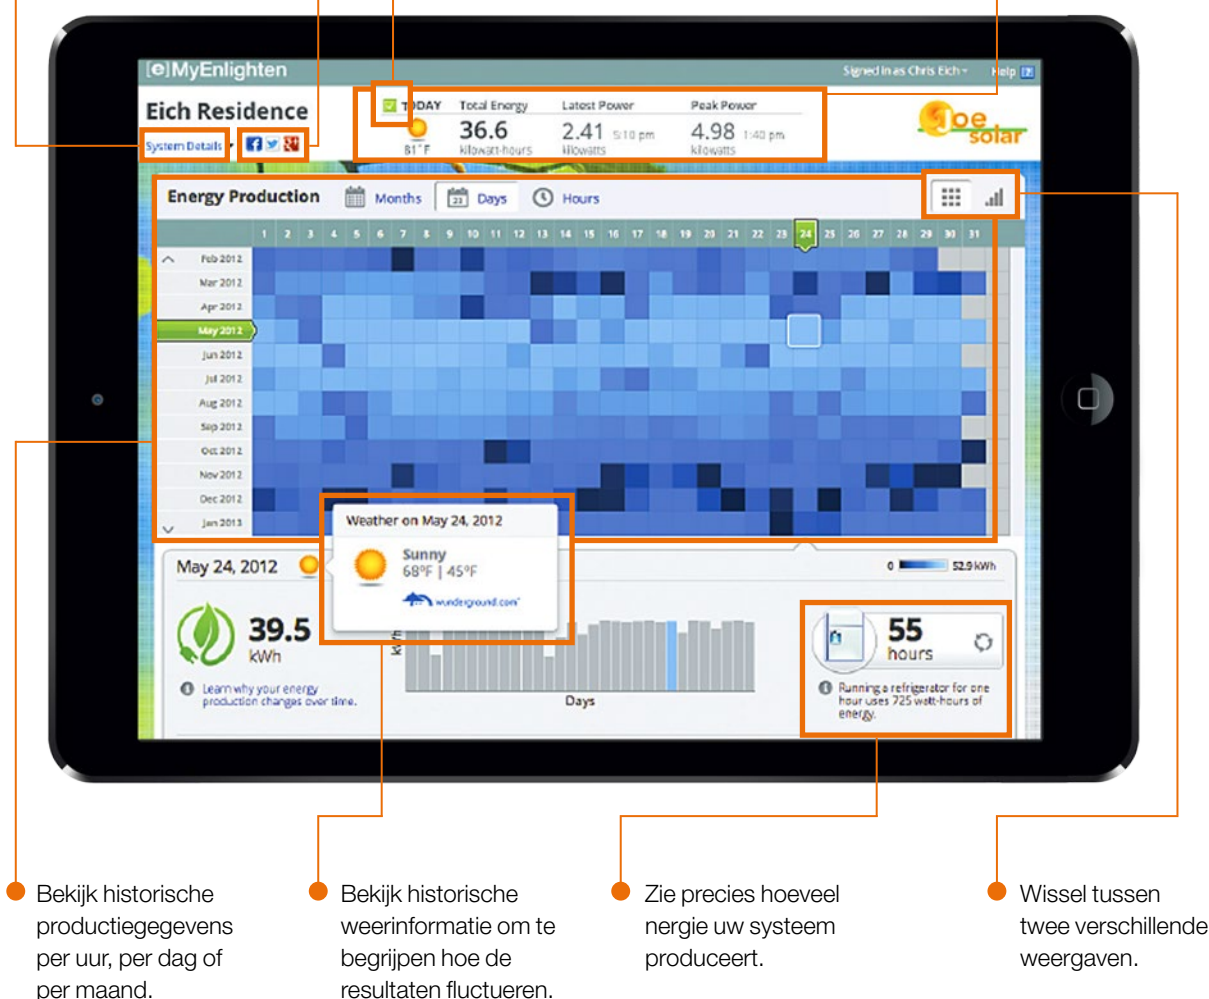 [e] MyEnlighten
Signed in as Chris Eich
Help ?
Eich Residence
System Details
TODAY
81°F
Total Energy
36.6
kilowatt-hours
Latest Power
2.41 5:10 pm
kilowatts
Peak Power
4.98 1:40 pm
kilowatts
Joe
solar
Energy Production
Months
23 Days
Hours
1 2 3 4 5 6 7 8 9 10 11 12 13 14 15 16 17 18 19 20 21 22 23 24 25 26 27 28 29 30 31
Feb 2012
Mar 2012
Apr 2012
May 2012
Jun 2012
Jul 2012
Aug 2012
Sep 2012
Oct 2012
Nov 2012
Dec 2012
Jan 2013
Weather on May 24, 2012
Sunny
68°F | 45°F
wunderground.com
May 24, 2012
0 52.9 kWh
39.5
kWh
Learn why your energy
production changes over time.
kWh
Days
55
hours
Running a refrigerator for one
hour uses 725 watt-hours of
energy.
Bekijk historische
productiegegevens
per uur, per dag of
per maand.
Bekijk historische
weerinformatie om te
begrijpen hoe de
resultaten fluctueren.
Zie precies hoeveel
nergie uw systeem
produceert.
Wissel tussen
twee verschillende
weergaven.